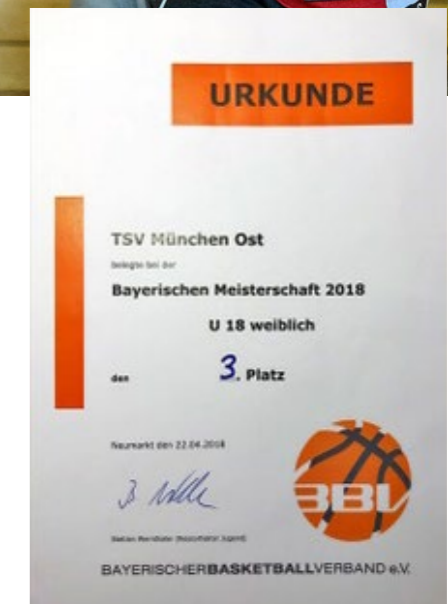 URKUNDE
TSV München Ost
belegte bei der
Bayerischen Meisterschaft 2018
U 18 weiblich
den 3. Platz
Neumarkt den 22.04.2018
BBV
BAYERISCHERBASKETBALLVERBAND e.V.